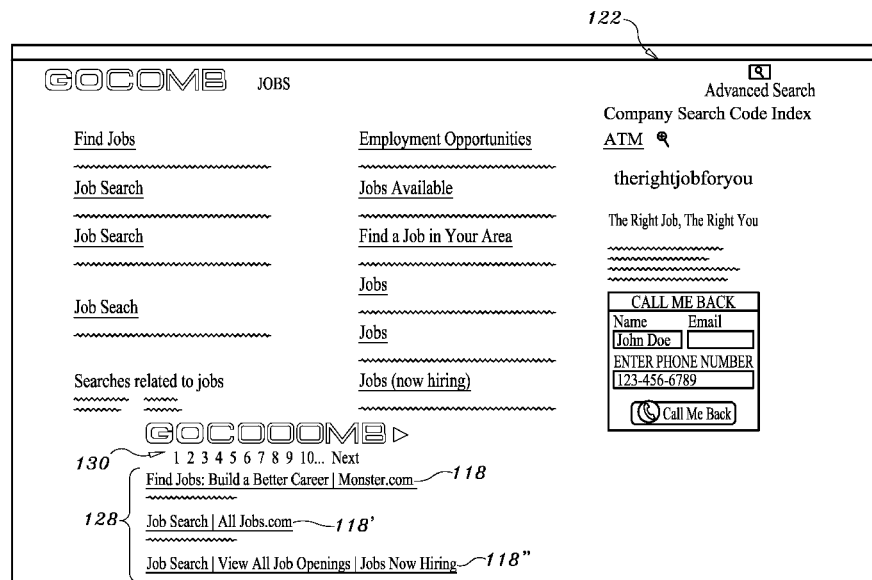 122
GOCOMB JOBS
Advanced Search
Company Search Code Index
ATM
therightjobforyou
The Right Job, The Right You
Find Jobs
Job Search
Job Search
Job Seach
Searches related to jobs
Employment Opportunities
Jobs Available
Find a Job in Your Area
Jobs
Jobs
Jobs (now hiring)
CALL ME BACK
Name Email
John Doe
ENTER PHONE NUMBER
123-456-6789
Call Me Back
GOCOOOMB
130
1 2 3 4 5 6 7 8 9 10... Next
Find Jobs: Build a Better Career | Monster.com 118
128
Job Search | All Jobs.com 118'
Job Search | View All Job Openings | Jobs Now Hiring 118"